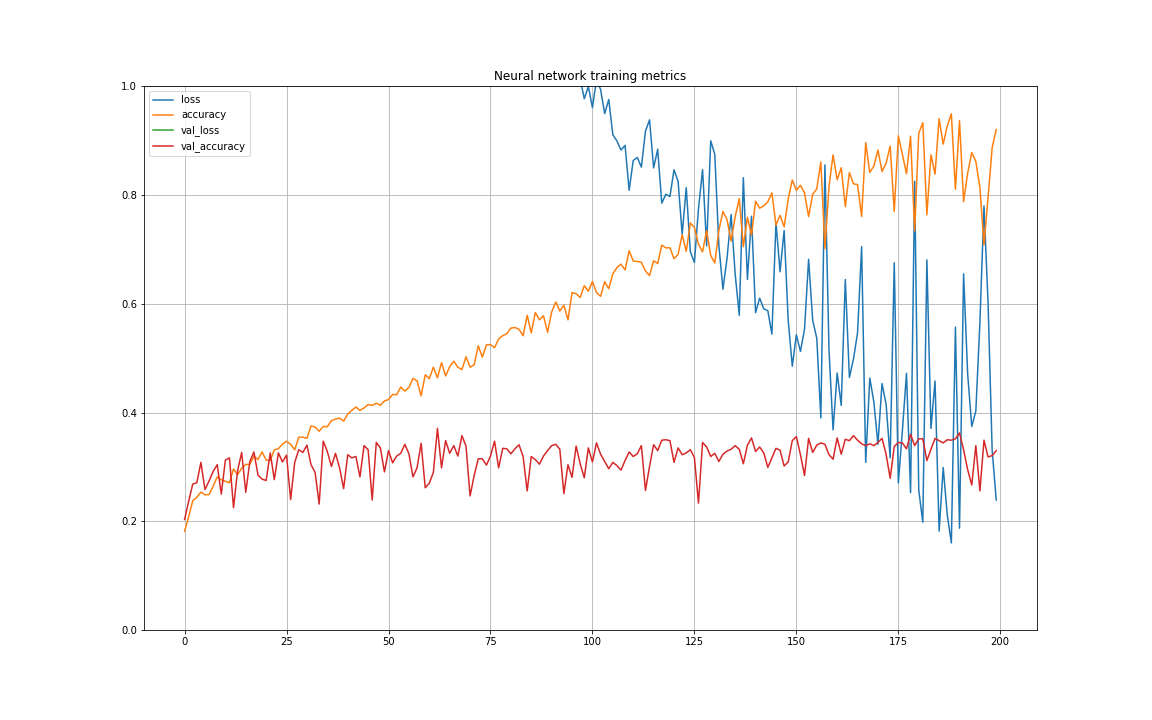 Neural network training metrics
loss
accuracy
val_loss
val_accuracy
1.0
0.8
0.6
0.4
0.2
0.0
0 25 50 75 100 125 150 175 200